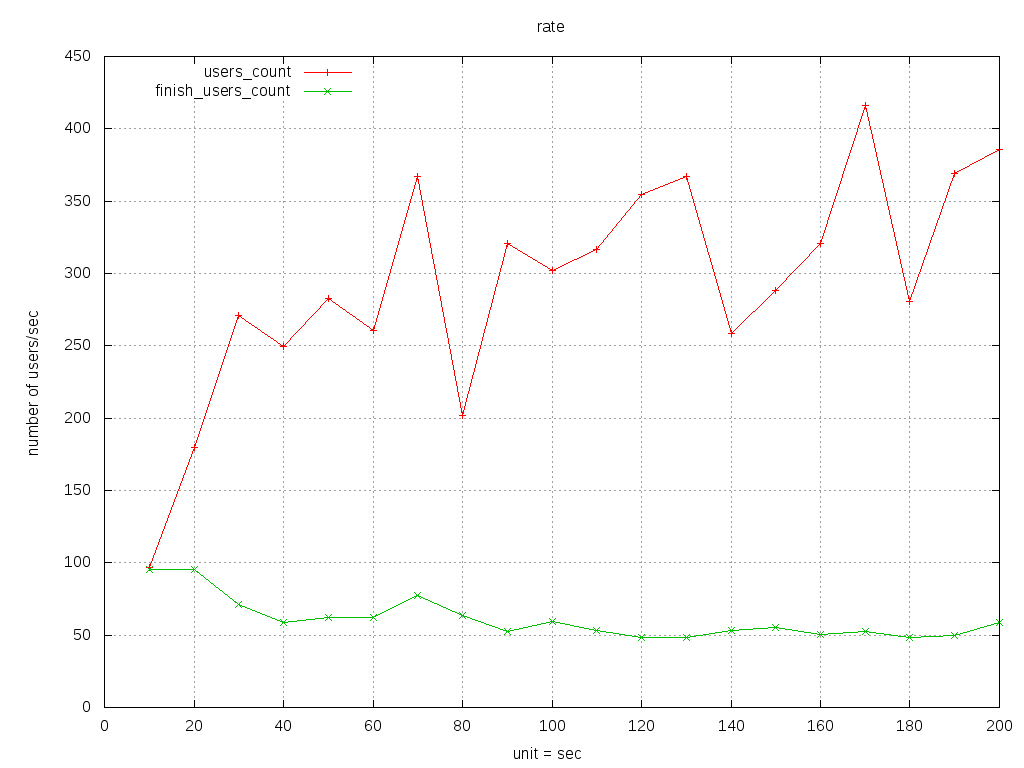 rate
450
400
350
300
250
200
150
100
50
0
users_count
finish_users_count
number of users/sec
0 20 40 60 80 100 120 140 160 180 200
unit = sec